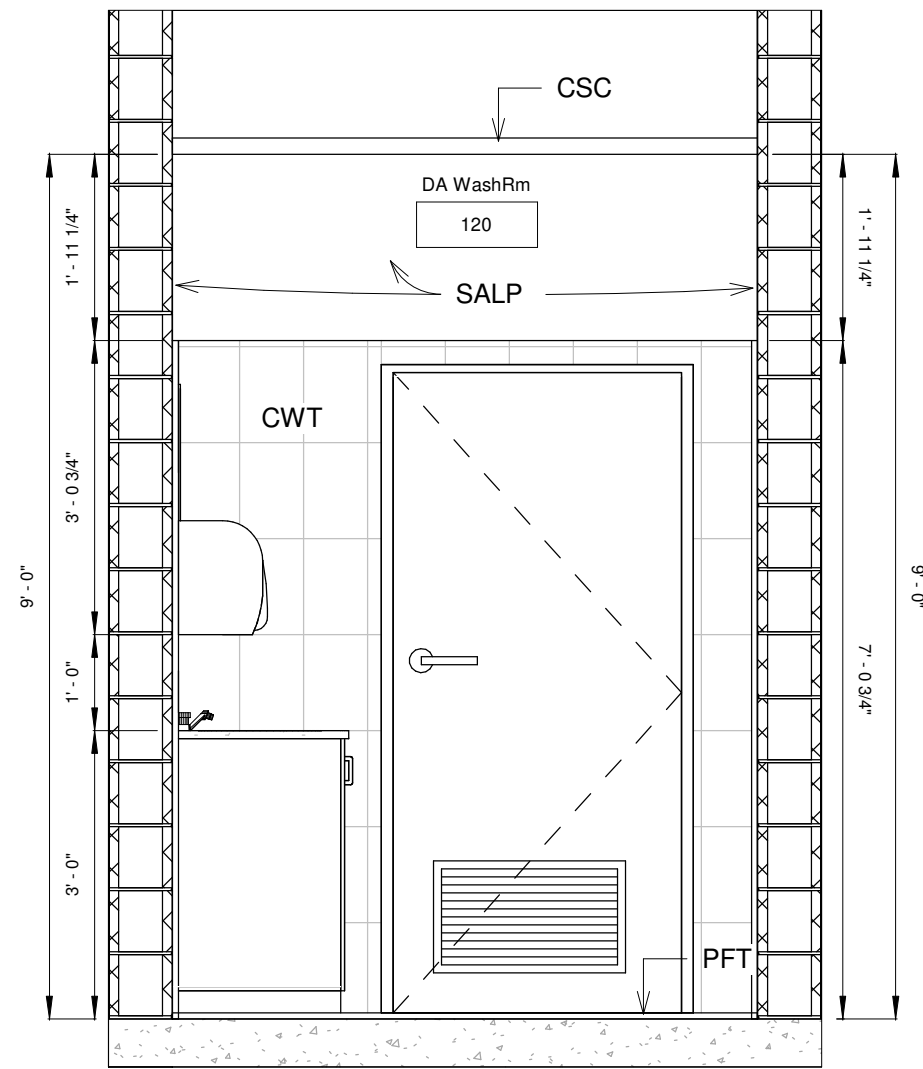 CSC
DA WashRm
120
SALP
CWT
PFT
9' - 0"
1' - 11 1/4"
3' - 0 3/4"
1' - 0"
3' - 0"
1' - 11 1/4"
7' - 0 3/4"
9' - 0"